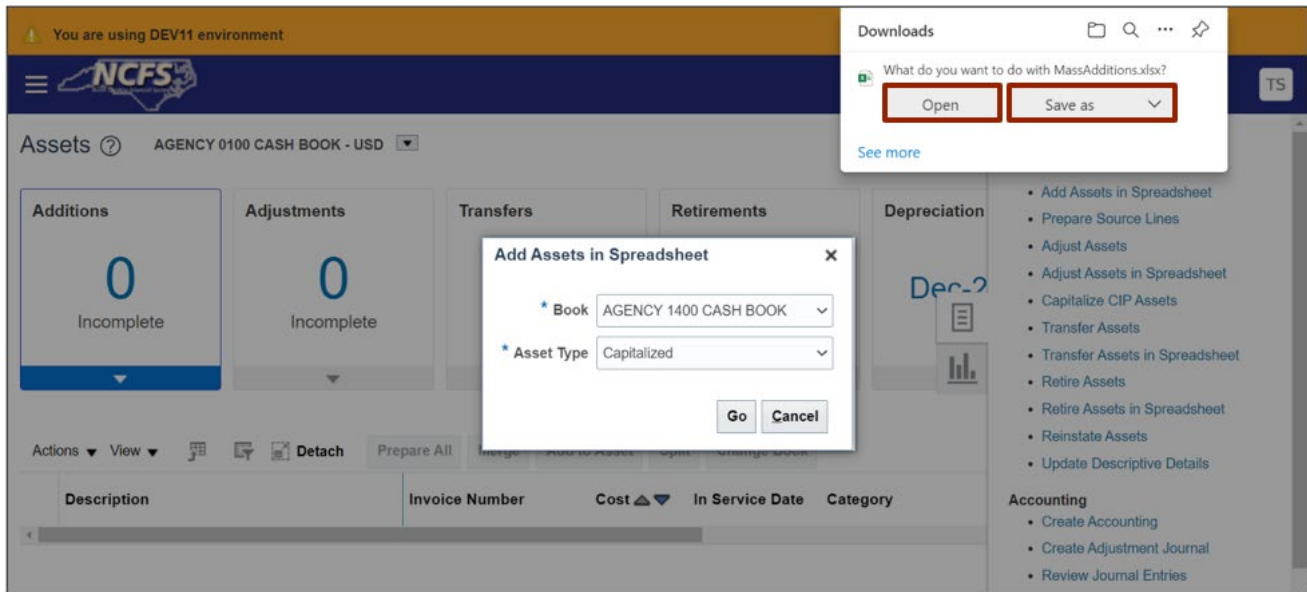 You are using DEV11 environment
Downloads
What do you want to do with MassAdditions.xlsx?
Open
Save as
See more
NCFS
TS
Assets
AGENCY 0100 CASH BOOK - USD
Additions
0
Incomplete
Adjustments
0
Incomplete
Transfers
Retirements
Depreciation
Dec-2
Add Assets in Spreadsheet
* Book AGENCY 1400 CASH BOOK
* Asset Type Capitalized
Go Cancel
Actions View Detach Prepare All Merge Add to Asset Split Change Book
Description Invoice Number Cost In Service Date Category
• Add Assets in Spreadsheet
• Prepare Source Lines
• Adjust Assets
• Adjust Assets in Spreadsheet
• Capitalize CIP Assets
• Transfer Assets
• Transfer Assets in Spreadsheet
• Retire Assets
• Retire Assets in Spreadsheet
• Reinstate Assets
• Update Descriptive Details
Accounting
• Create Accounting
• Create Adjustment Journal
• Review Journal Entries